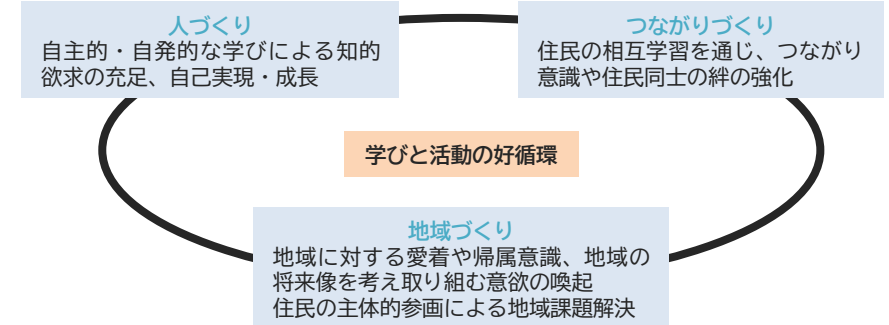 人づくり
自主的・自発的な学びによる知的
欲求の充足、自己実現・成長
つながりづくり
住民の相互学習を通じ、つながり
意識や住民同士の絆の強化
学びと活動の好循環
地域づくり
地域に対する愛着や帰属意識、地域の
将来像を考え取り組む意欲の喚起
住民の主体的参画による地域課題解決